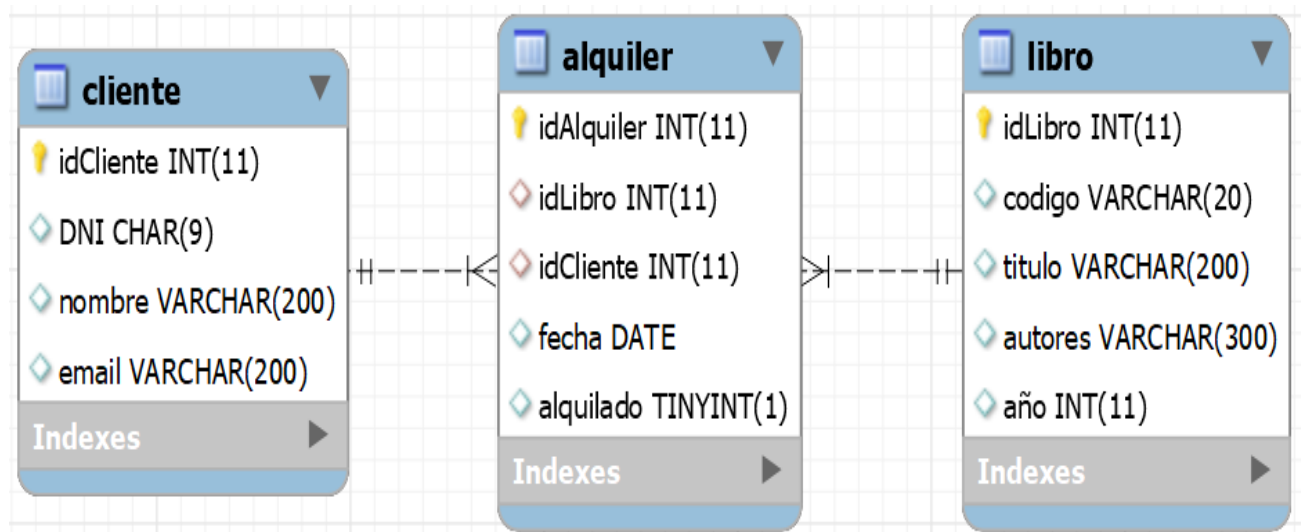 cliente
idCliente INT(11)
DNI CHAR(9)
nombre VARCHAR(200)
email VARCHAR(200)
Indexes
alquiler
idAlquiler INT(11)
idLibro INT(11)
idCliente INT(11)
fecha DATE
alquilado TINYINT(1)
Indexes
libro
idLibro INT(11)
codigo VARCHAR(20)
titulo VARCHAR(200)
autores VARCHAR(300)
año INT(11)
Indexes